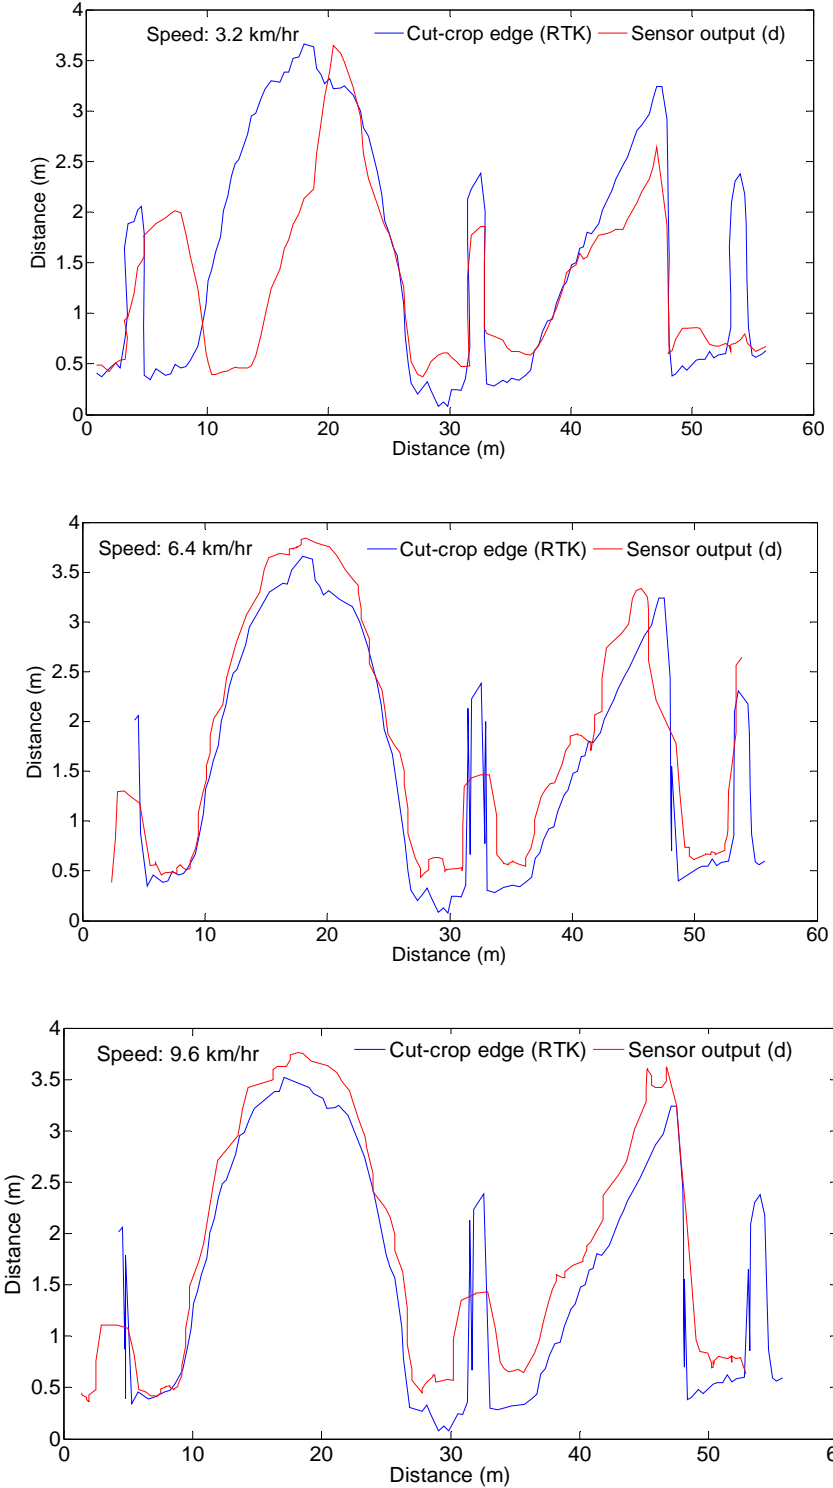 4
Speed: 3.2 km/hr Cut-crop edge (RTK) Sensor output (d)
3.5
3
2.5
2
1.5
1
0.5
0
Distance (m)
0 10 20 30 40 50 60
Distance (m)
4
Speed: 6.4 km/hr Cut-crop edge (RTK) Sensor output (d)
3.5
3
2.5
2
1.5
1
0.5
0
Distance (m)
0 10 20 30 40 50 60
Distance (m)
4
Speed: 9.6 km/hr Cut-crop edge (RTK) Sensor output (d)
3.5
3
2.5
2
1.5
1
0.5
0
Distance (m)
0 10 20 30 40 50 6
Distance (m)